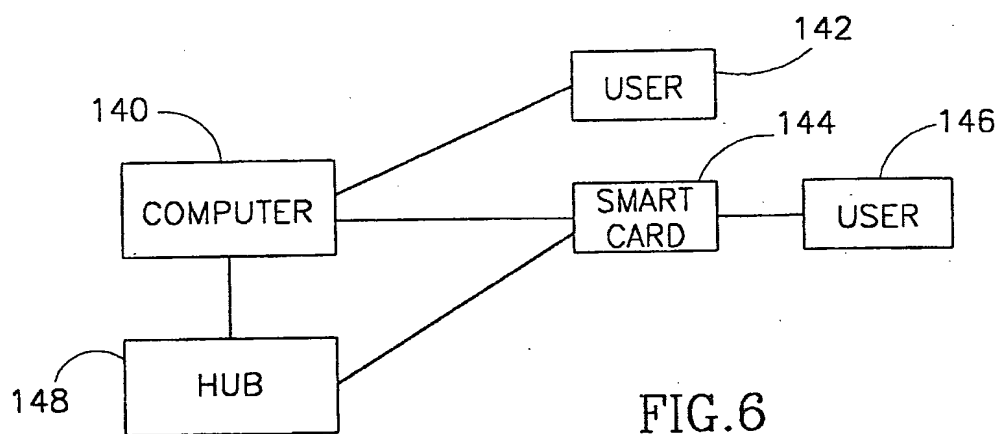 142
USER
140
144
146
COMPUTER
SMART
CARD
USER
148
HUB
FIG.6